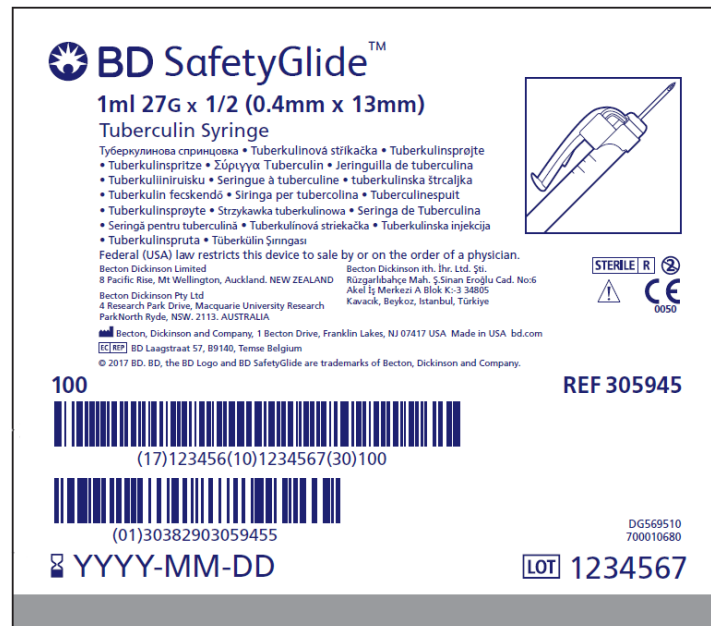 BD SafetyGlide™
1ml 27G x 1/2 (0.4mm x 13mm)
Tuberculin Syringe
Туберкулинова спринцовка • Tuberkulinová stříkačka • Tuberkulinsprøjte
• Tuberkulinspritze • Σύριγγα Tuberculin • Jeringuilla de tuberculina
• Tuberkuliiniruisku • Seringue à tuberculine • tuberkulinska štrcaljka
• Tuberkulin fecskendő • Siringa per tubercolina • Tuberculinespuit
• Tuberkulinsprøyte • Strzykawka tuberkulinowa • Seringa de Tuberculina
• Seringă pentru tuberculină • Tuberkulínová striekačka • Tuberkulinska injekcija
• Tuberkulinspruta • Tüberkülin Şırıngası
Federal (USA) law restricts this device to sale by or on the order of a physician.
Becton Dickinson Limited
8 Pacific Rise, Mt Wellington, Auckland. NEW ZEALAND
Becton Dickinson Pty Ltd
4 Research Park Drive, Macquarie University Research
ParkNorth Ryde, NSW. 2113. AUSTRALIA
Becton Dickinson ith. İhr. Ltd. Şti.
Rüzgarlıbahçe Mah. Ş.Sinan Eroğlu Cad. No:6
Akel İş Merkezi A Blok K:-3 34805
Kavacık, Beykoz, Istanbul, Türkiye
STERILE R 2
CE
0050
Becton, Dickinson and Company, 1 Becton Drive, Franklin Lakes, NJ 07417 USA Made in USA bd.com
EC REP BD Laagstraat 57, B9140, Temse Belgium
© 2017 BD. BD, the BD Logo and BD SafetyGlide are trademarks of Becton, Dickinson and Company.
100
REF 305945
(17)123456(10)1234567(30)100
(01)30382903059455
DG569510
700010680
YYYY-MM-DD
LOT 1234567